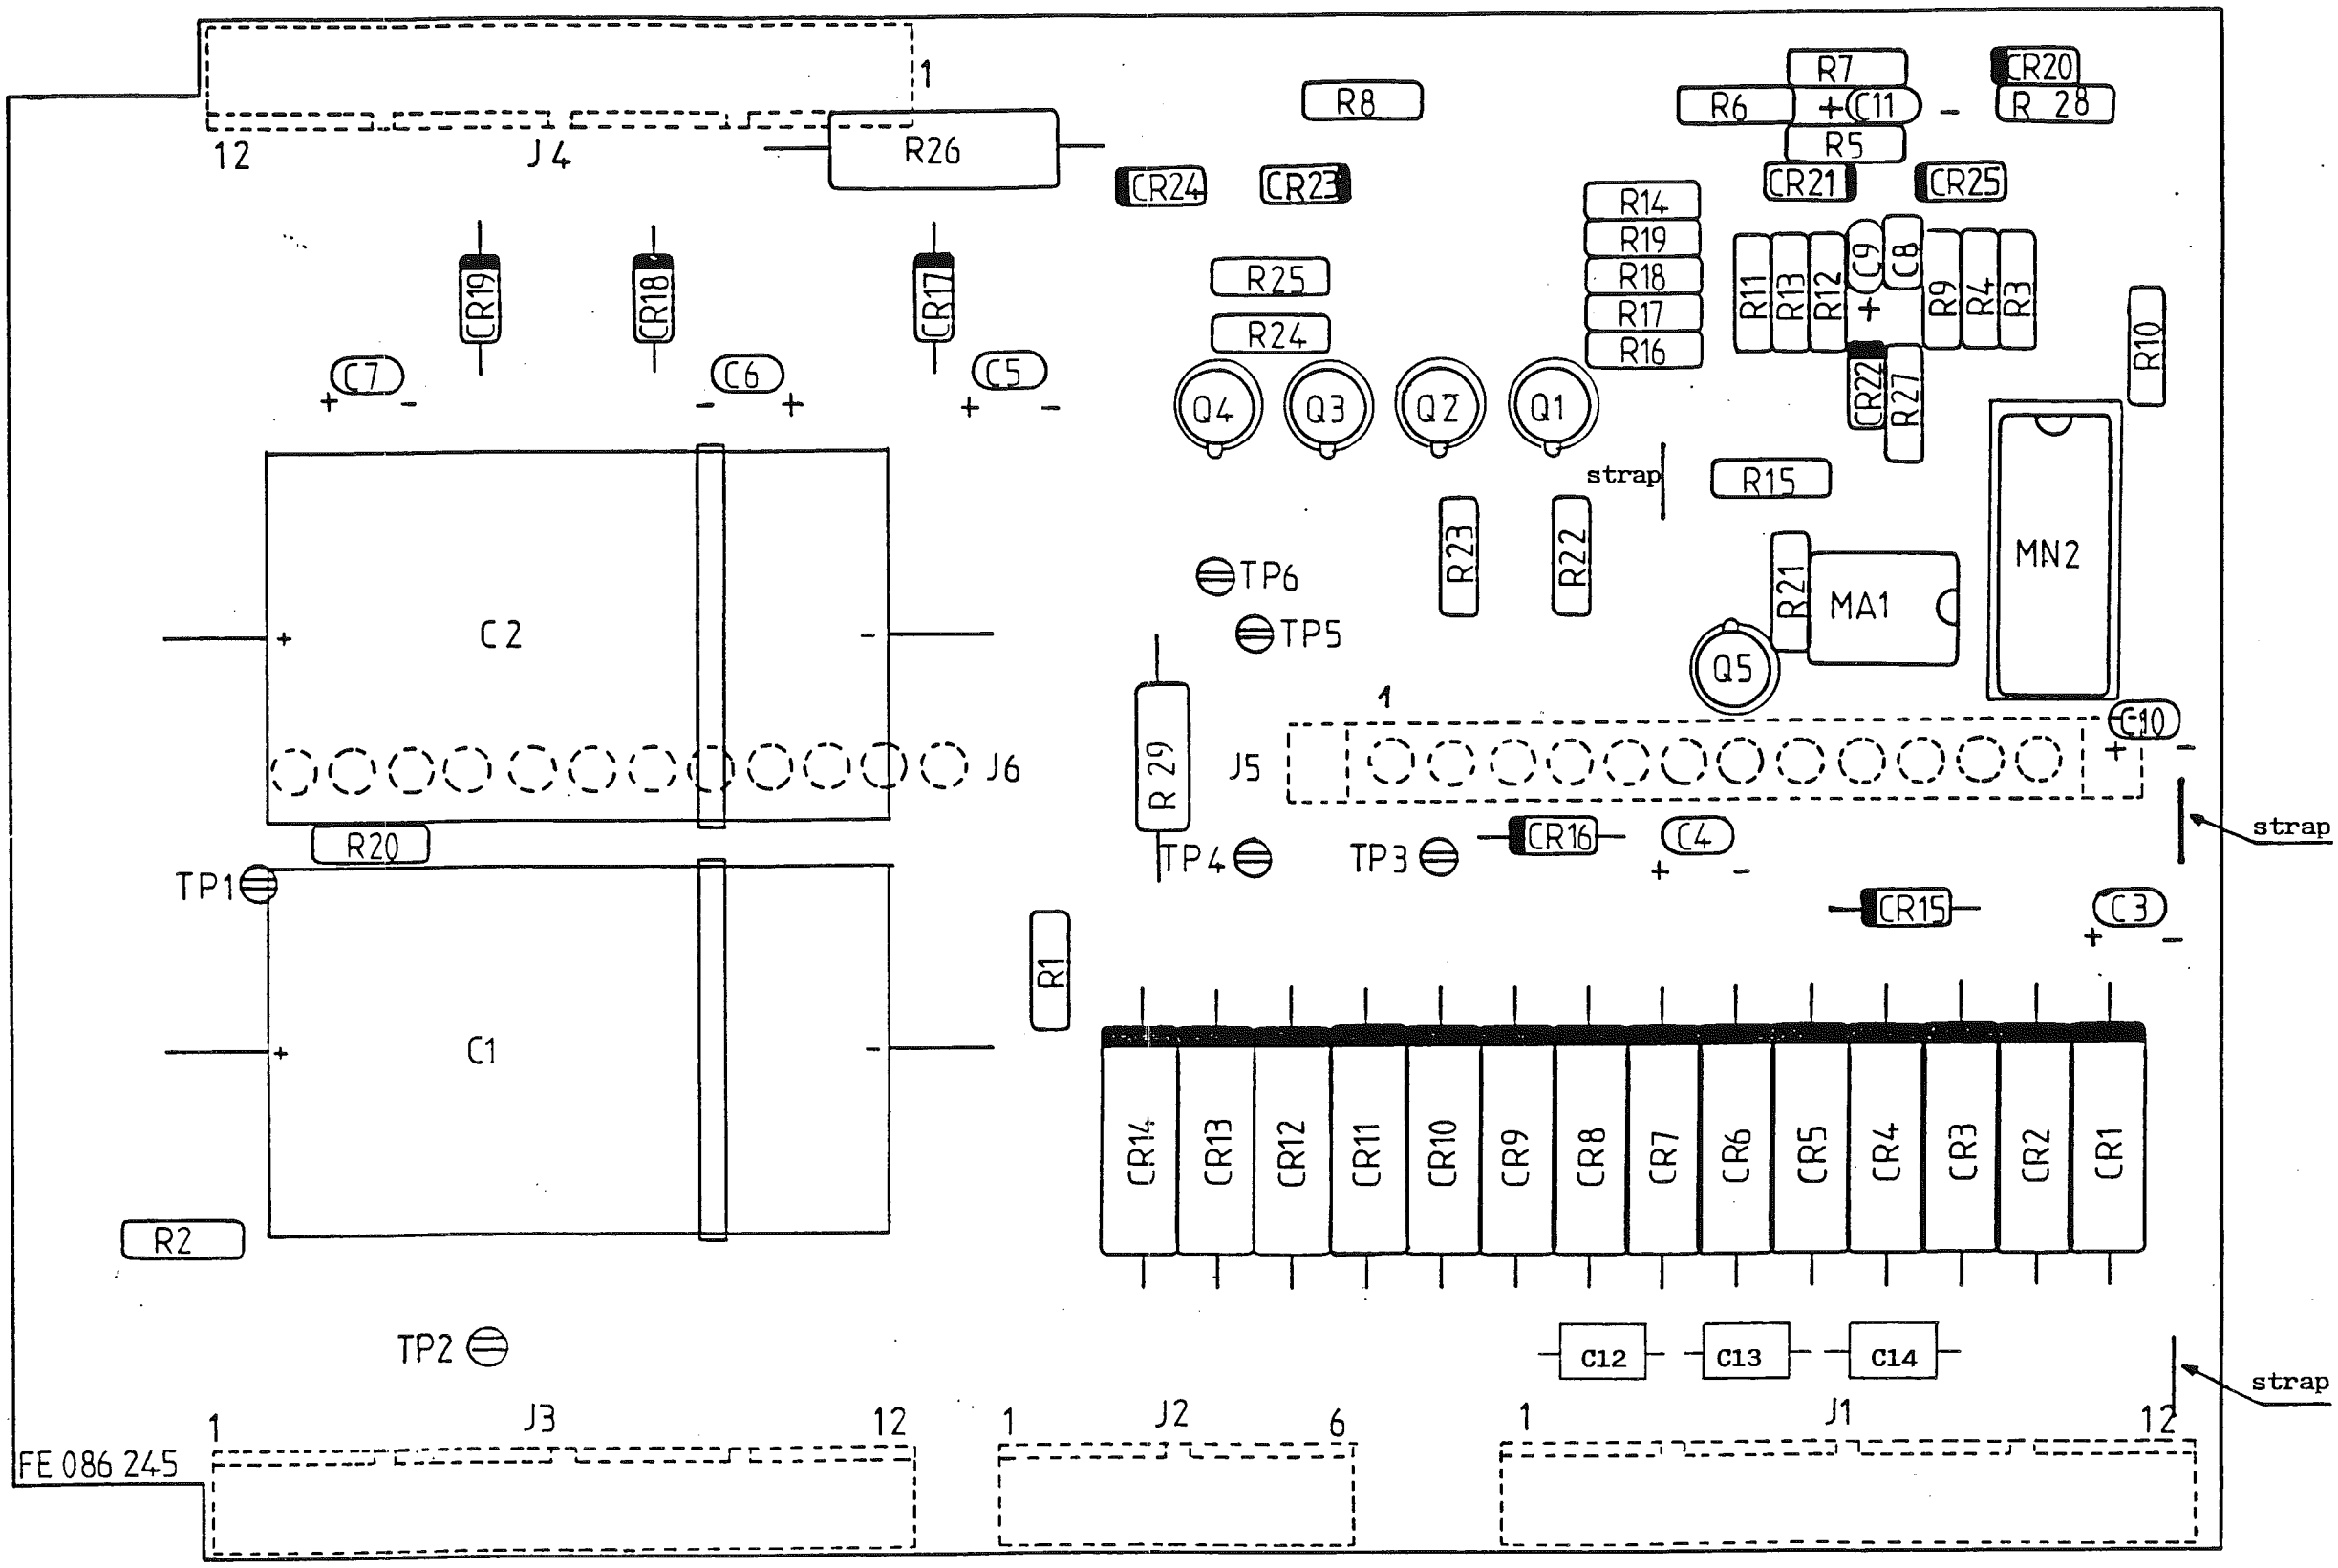 1
R7
CR20
R8
R6
+
C11
-
R 28
12
J4
R26
R5
CR24
CR23
CR21
CR25
R14
R19
R18
R17
R16
CR19
CR18
CR17
R25
R24
R11
R13
R12
C9
+
C8
R9
R4
R3
R10
CR22
R27
C7
+ -
C6
- +
C5
+ -
Q4
Q3
Q2
Q1
strap
R15
R23
R22
R21
MA1
MN2
TP6
TP5
Q5
+
C2
-
1
C10
+ -
J6
R 29
J5
strap
R20
TP4
TP3
CR16
C4
+ -
TP1
CR15
C3
+ -
R1
+
C1
-
CR14
CR13
CR12
CR11
CR10
CR9
CR8
CR7
CR6
CR5
CR4
CR3
CR2
CR1
R2
TP2
C12
C13
C14
strap
1
J3
12
1
J2
6
1
J1
12
FE 086 245